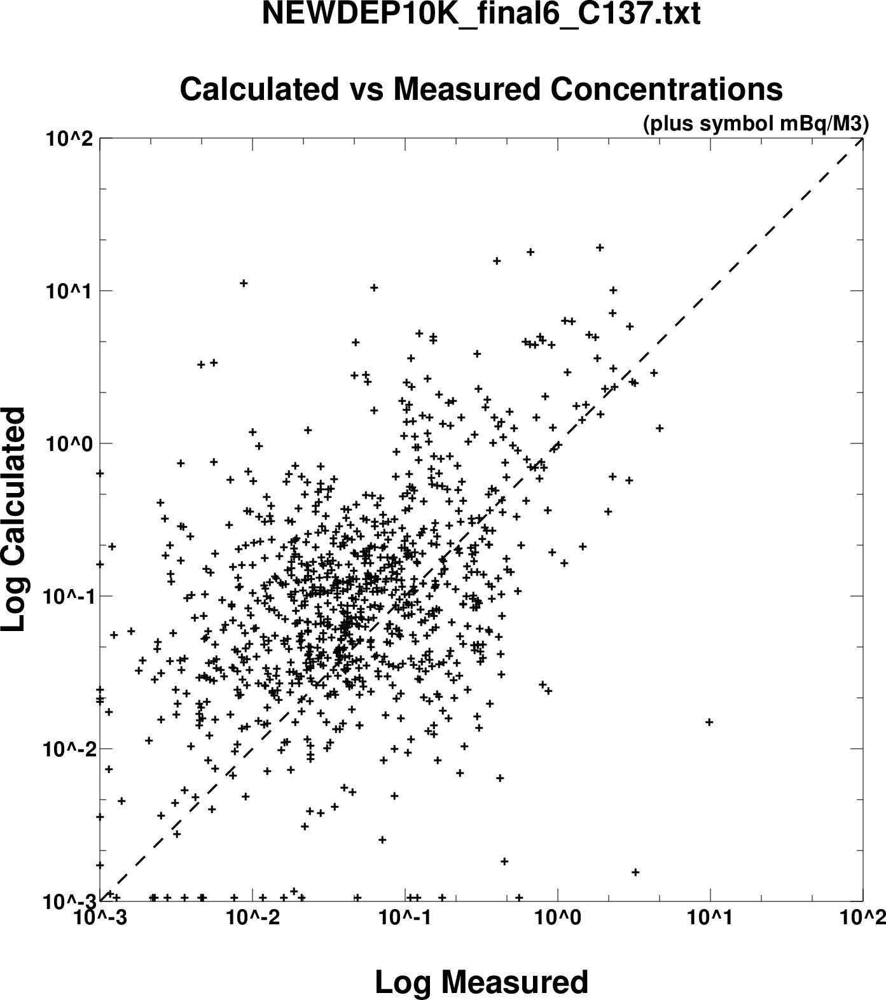 NEWDEP10K_final6_C137.txt
Calculated vs Measured Concentrations
(plus symbol mBq/M3)
Log Calculated
10^2
10^1
10^0
10^-1
10^-2
10^-3
10^-3 10^-2 10^-1 10^0 10^1 10^2
Log Measured